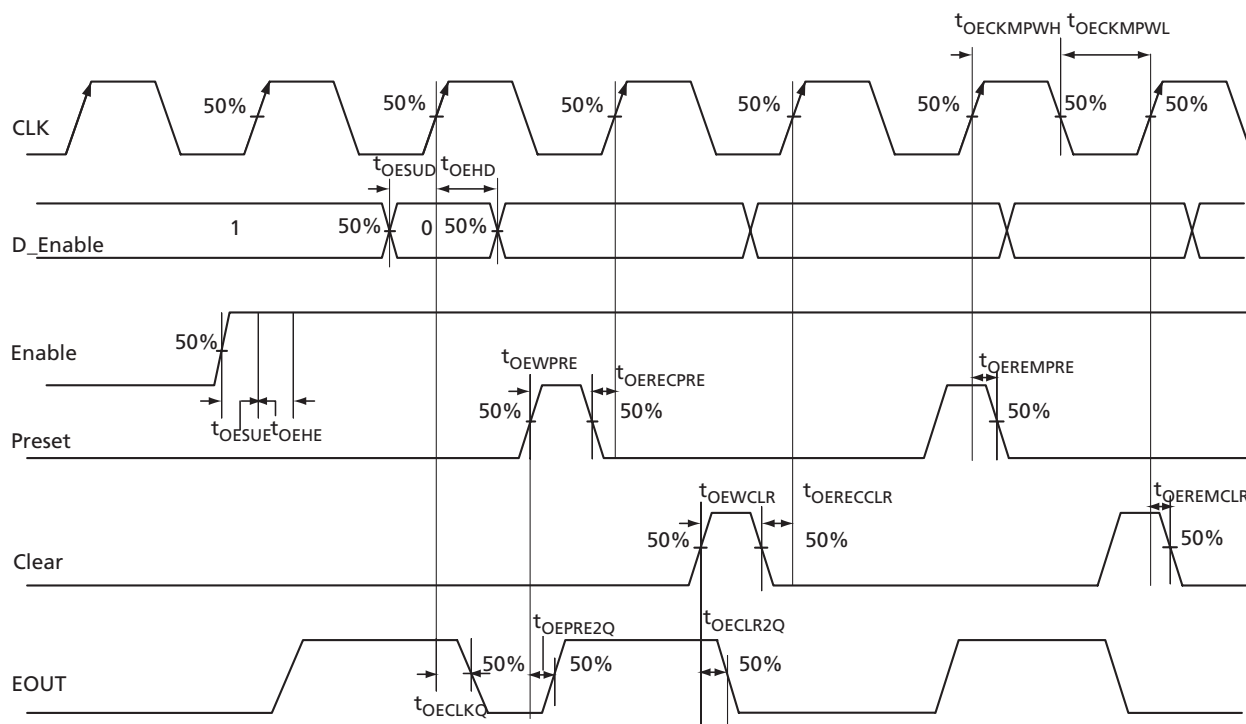 tOECKMPWH tOECKMPWL
CLK 50% 50% 50% 50% 50% 50% 50%
tOESUD tOEHD
D_Enable 1 50% 0 50%
Enable 50%
tOESUE tOEHE
tOEWPRE tOERECPRE tOEREMPRE
Preset 50% 50% 50%
tOEWCLR tOERECCLR tOEREMCLR
Clear 50% 50% 50%
tOEPRE2Q tOECLR2Q
EOUT 50% 50% 50%
tOECLKQ